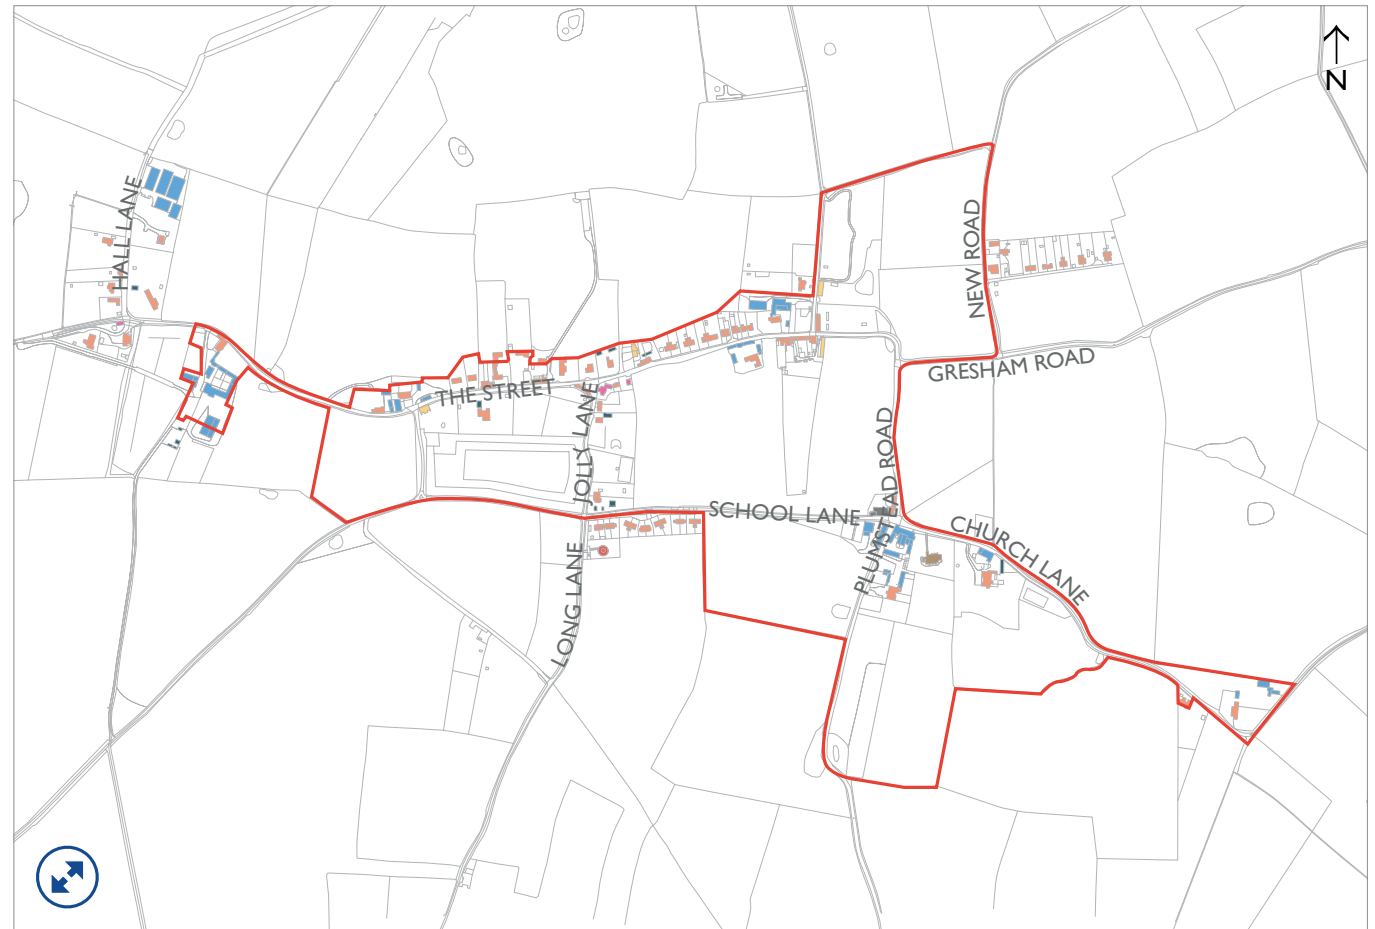 N
HALL LANE
NEW ROAD
GRESHAM ROAD
THE STREET
JOLLY LANE
PLUMSTEAD ROAD
SCHOOL LANE
CHURCH LANE
LONG LANE